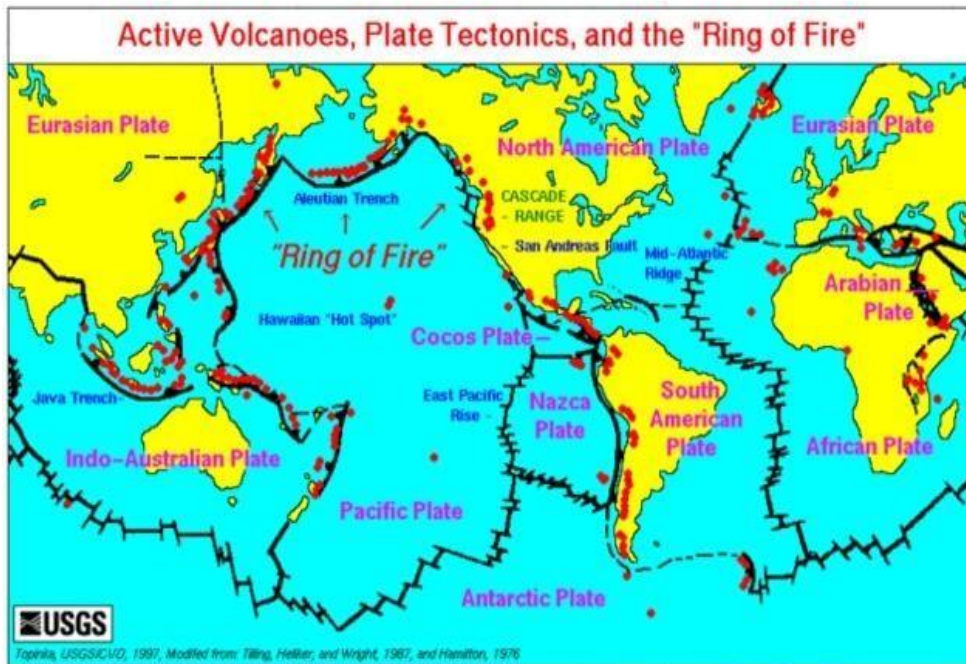 Active Volcanoes, Plate Tectonics, and the "Ring of Fire"
Eurasian Plate
North American Plate
Eurasian Plate
Aleutian Trench
CASCADE
RANGE
"Ring of Fire"
San Andreas Fault
Mid-Atlantic
Ridge
Arabian
Plate
Hawaiian "Hot Spot"
Cocos Plate
Java Trench
East Pacific
Rise
Nazca
Plate
South
American
Plate
Indo-Australian Plate
African Plate
Pacific Plate
Antarctic Plate
USGS
Topinka, USGS/CVO, 1997, Modified from: Tilling, Heliker, and Wright, 1987, and Hamilton, 1976